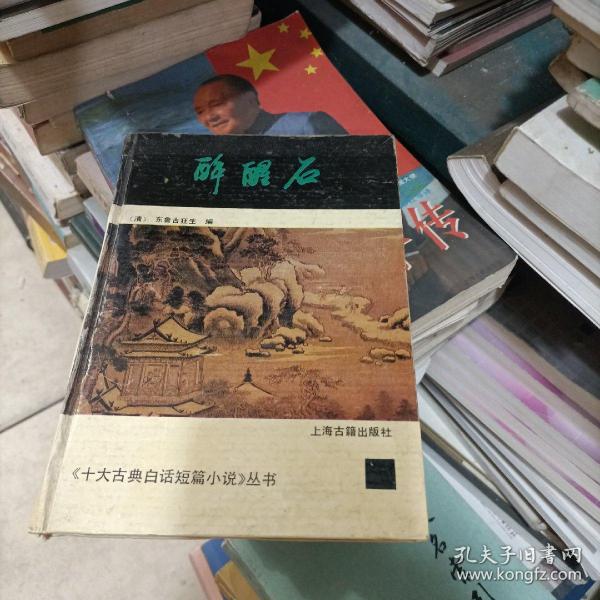 醉醒石
(清) 东鲁古狂生 编
上海古籍出版社
《十大古典白话短篇小说》丛书
传
孔夫子旧书网
www.kongfz.com